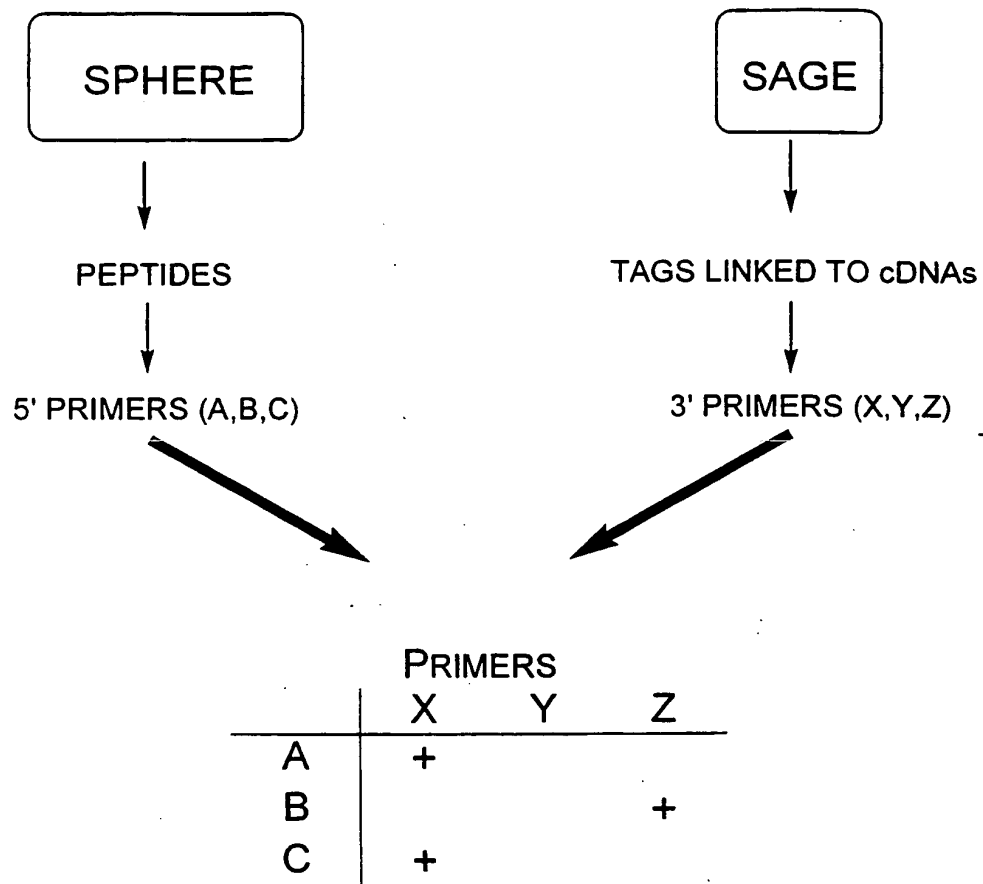 SPHERE
SAGE
PEPTIDES
TAGS LINKED TO cDNAs
5' PRIMERS (A,B,C)
3' PRIMERS (X,Y,Z)
PRIMERS
X Y Z
A +
B +
C +